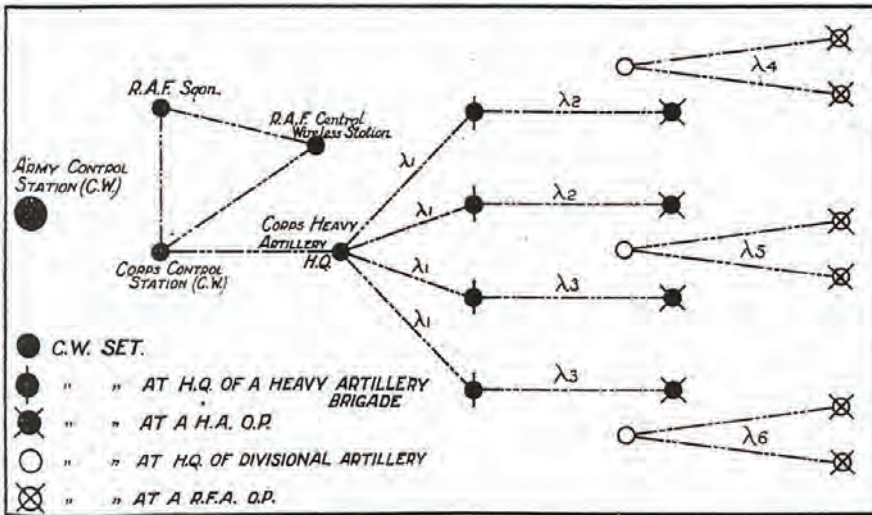 R.A.F. Sqdn.
R.A.F. Central
Wireless Station
ARMY CONTROL
STATION (C.W.)
CORPS HEAVY
ARTILLERY
H.Q.
CORPS CONTROL
STATION (C.W.)
λ1
λ1
λ1
λ1
λ2
λ2
λ3
λ3
λ4
λ5
λ6
C.W. SET.
" " AT H.Q. OF A HEAVY ARTILLERY
BRIGADE
" " AT A H.A. O.P.
" " AT H.Q. OF DIVISIONAL ARTILLERY
" " AT A R.F.A. O.P.